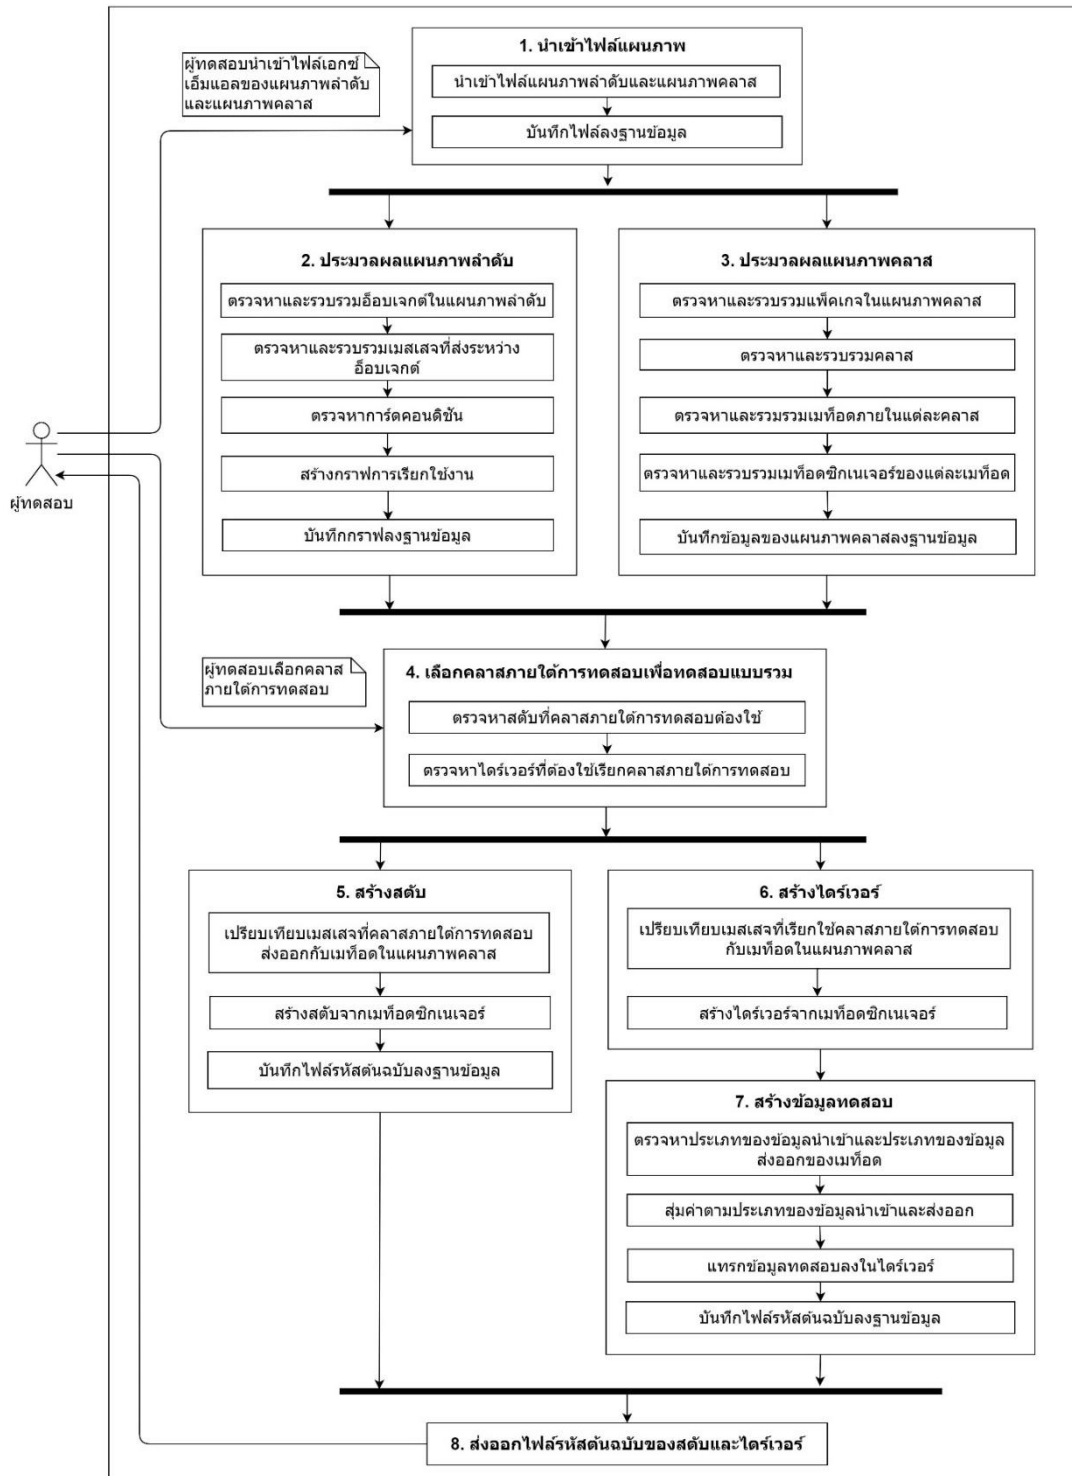 ผู้ทดสอบนำเข้าไฟล์เอกซ์
เอ็มแอลของแผนภาพลำดับ
และแผนภาพคลาส
1. นำเข้าไฟล์แผนภาพ
นำเข้าไฟล์แผนภาพลำดับและแผนภาพคลาส
บันทึกไฟล์ลงฐานข้อมูล
2. ประมวลผลแผนภาพลำดับ
ตรวจหาและรวบรวมอ็อบเจกต์ในแผนภาพลำดับ
ตรวจหาและรวบรวมเมสเสจที่ส่งระหว่าง
อ็อบเจกต์
ตรวจหาการ์ดคอนดิชัน
สร้างกราฟการเรียกใช้งาน
บันทึกกราฟลงฐานข้อมูล
3. ประมวลผลแผนภาพคลาส
ตรวจหาและรวบรวมแพ็คเกจในแผนภาพคลาส
ตรวจหาและรวบรวมคลาส
ตรวจหาและรวมรวมเมท็อดภายในแต่ละคลาส
ตรวจหาและรวบรวมเมท็อดซิกเนเจอร์ของแต่ละเมท็อด
บันทึกข้อมูลของแผนภาพคลาสลงฐานข้อมูล
ผู้ทดสอบ
ผู้ทดสอบเลือกคลาส
ภายใต้การทดสอบ
4. เลือกคลาสภายใต้การทดสอบเพื่อทดสอบแบบรวม
ตรวจหาสตับที่คลาสภายใต้การทดสอบต้องใช้
ตรวจหาไดร์เวอร์ที่ต้องใช้เรียกคลาสภายใต้การทดสอบ
5. สร้างสตับ
เปรียบเทียบเมสเสจที่คลาสภายใต้การทดสอบ
ส่งออกกับเมท็อดในแผนภาพคลาส
สร้างสตับจากเมท็อดซิกเนเจอร์
บันทึกไฟล์รหัสต้นฉบับลงฐานข้อมูล
6. สร้างไดร์เวอร์
เปรียบเทียบเมสเสจที่เรียกใช้คลาสภายใต้การทดสอบ
กับเมท็อดในแผนภาพคลาส
สร้างไดร์เวอร์จากเมท็อดซิกเนเจอร์
7. สร้างข้อมูลทดสอบ
ตรวจหาประเภทของข้อมูลนำเข้าและประเภทของข้อมูล
ส่งออกของเมท็อด
สุ่มค่าตามประเภทของข้อมูลนำเข้าและส่งออก
แทรกข้อมูลทดสอบลงในไดร์เวอร์
บันทึกไฟล์รหัสต้นฉบับลงฐานข้อมูล
8. ส่งออกไฟล์รหัสต้นฉบับของสตับและไดร์เวอร์